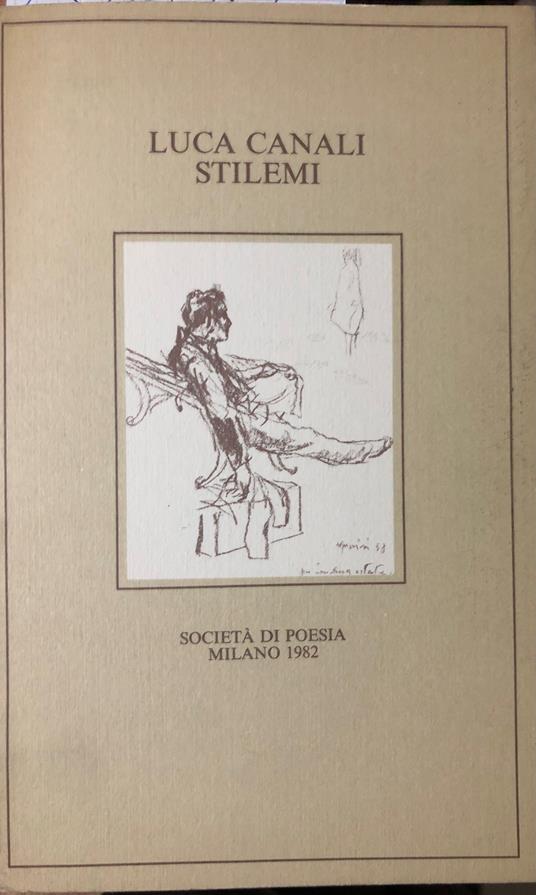 LUCA CANALI
STILEMI
SOCIETÀ DI POESIA
MILANO 1982